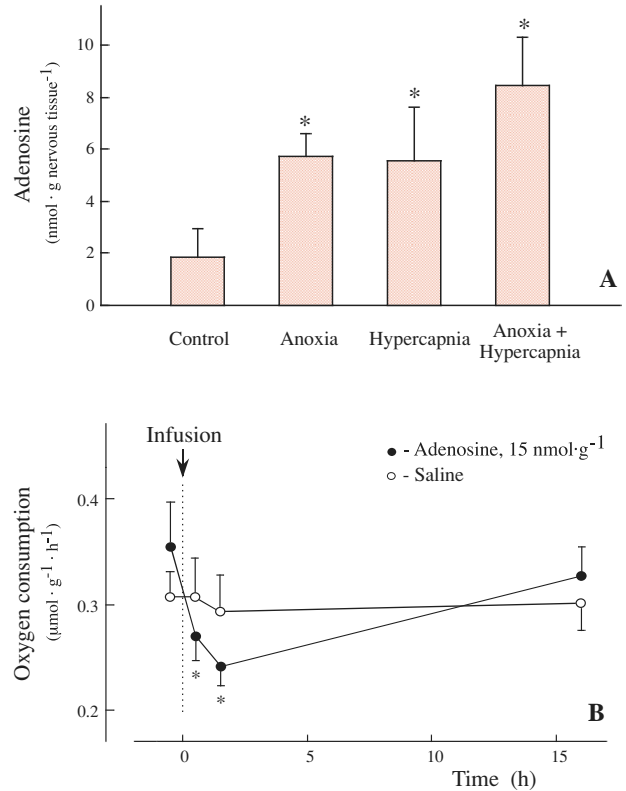 10
8
6
4
2
0
Adenosine
(nmol · g nervous tissue-1)
*
*
*
A
Control
Anoxia
Hypercapnia
Anoxia +
Hypercapnia
Infusion
- Adenosine, 15 nmol·g-1
- Saline
0.4
0.3
0.2
Oxygen consumption
(µmol · g-1 · h-1)
*
*
B
0
5
10
15
Time (h)